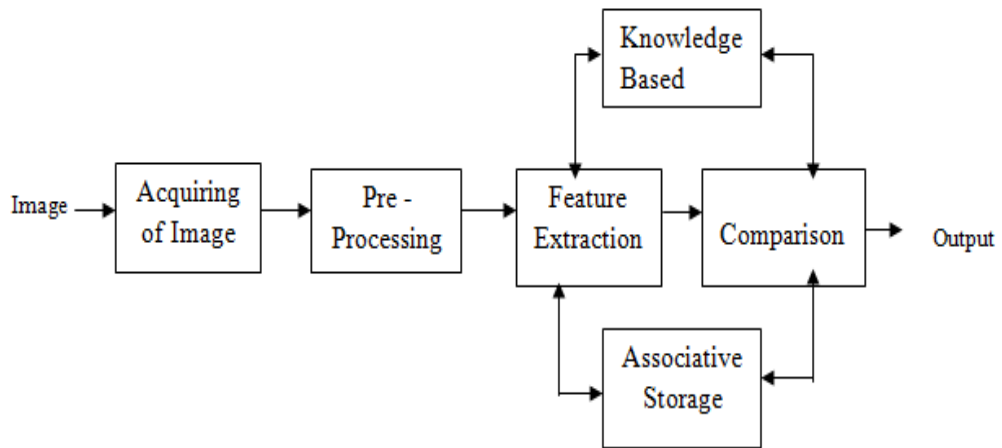 Knowledge
Based
Image
Acquiring
of Image
Pre -
Processing
Feature
Extraction
Comparison
Output
Associative
Storage